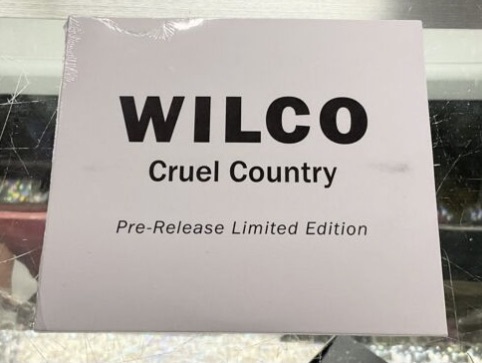 WILCO
Cruel Country
Pre-Release Limited Edition